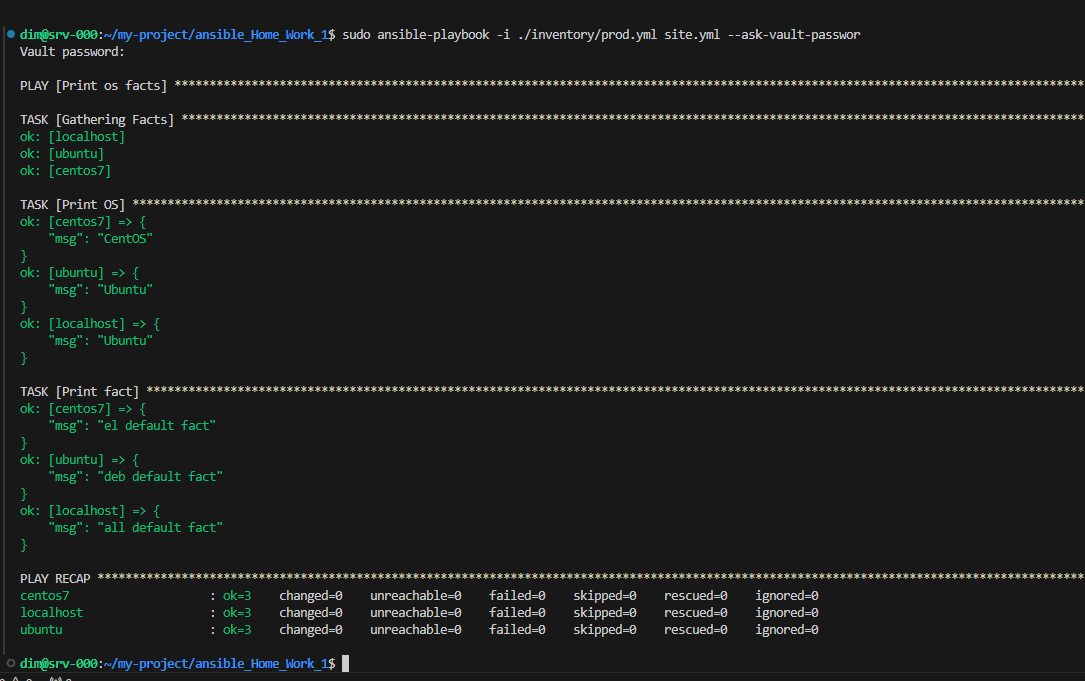 dim@srv-000:~/my-project/ansible_Home_Work_1$ sudo ansible-playbook -i ./inventory/prod.yml site.yml --ask-vault-passwor
Vault password:
PLAY [Print os facts] **********************************************************************************************************************************
TASK [Gathering Facts] *********************************************************************************************************************************
ok: [localhost]
ok: [ubuntu]
ok: [centos7]
TASK [Print OS] ****************************************************************************************************************************************
ok: [centos7] => {
    "msg": "CentOS"
}
ok: [ubuntu] => {
    "msg": "Ubuntu"
}
ok: [localhost] => {
    "msg": "Ubuntu"
}
TASK [Print fact] **************************************************************************************************************************************
ok: [centos7] => {
    "msg": "el default fact"
}
ok: [ubuntu] => {
    "msg": "deb default fact"
}
ok: [localhost] => {
    "msg": "all default fact"
}
PLAY RECAP *********************************************************************************************************************************************
centos7                    : ok=3    changed=0    unreachable=0    failed=0    skipped=0    rescued=0    ignored=0
localhost                  : ok=3    changed=0    unreachable=0    failed=0    skipped=0    rescued=0    ignored=0
ubuntu                     : ok=3    changed=0    unreachable=0    failed=0    skipped=0    rescued=0    ignored=0
dim@srv-000:~/my-project/ansible_Home_Work_1$